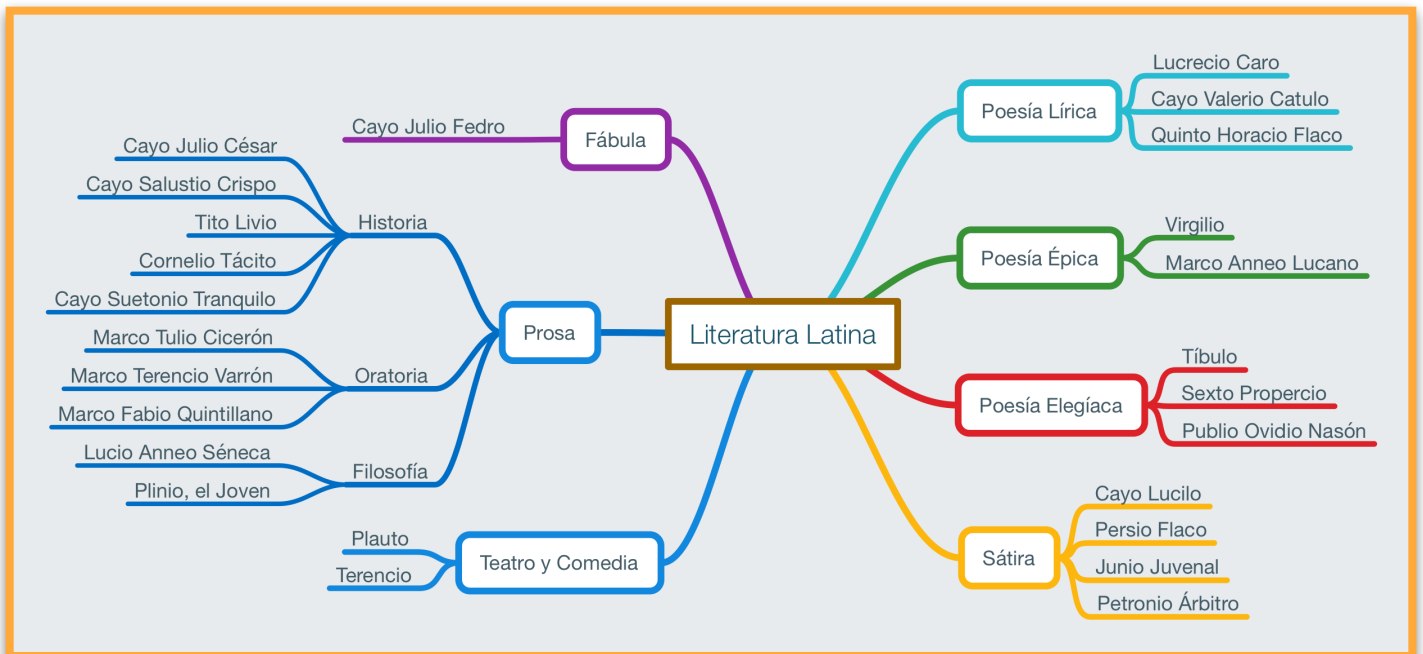 Literatura Latina
Fábula
Cayo Julio Fedro
Prosa
Historia
Cayo Julio César
Cayo Salustio Crispo
Tito Livio
Cornelio Tácito
Cayo Suetonio Tranquilo
Oratoria
Marco Tulio Cicerón
Marco Terencio Varrón
Marco Fabio Quintillano
Filosofía
Lucio Anneo Séneca
Plinio, el Joven
Teatro y Comedia
Plauto
Terencio
Poesía Lírica
Lucrecio Caro
Cayo Valerio Catulo
Quinto Horacio Flaco
Poesía Épica
Virgilio
Marco Anneo Lucano
Poesía Elegíaca
Tíbulo
Sexto Propercio
Publio Ovidio Nasón
Sátira
Cayo Lucilo
Persio Flaco
Junio Juvenal
Petronio Árbitro